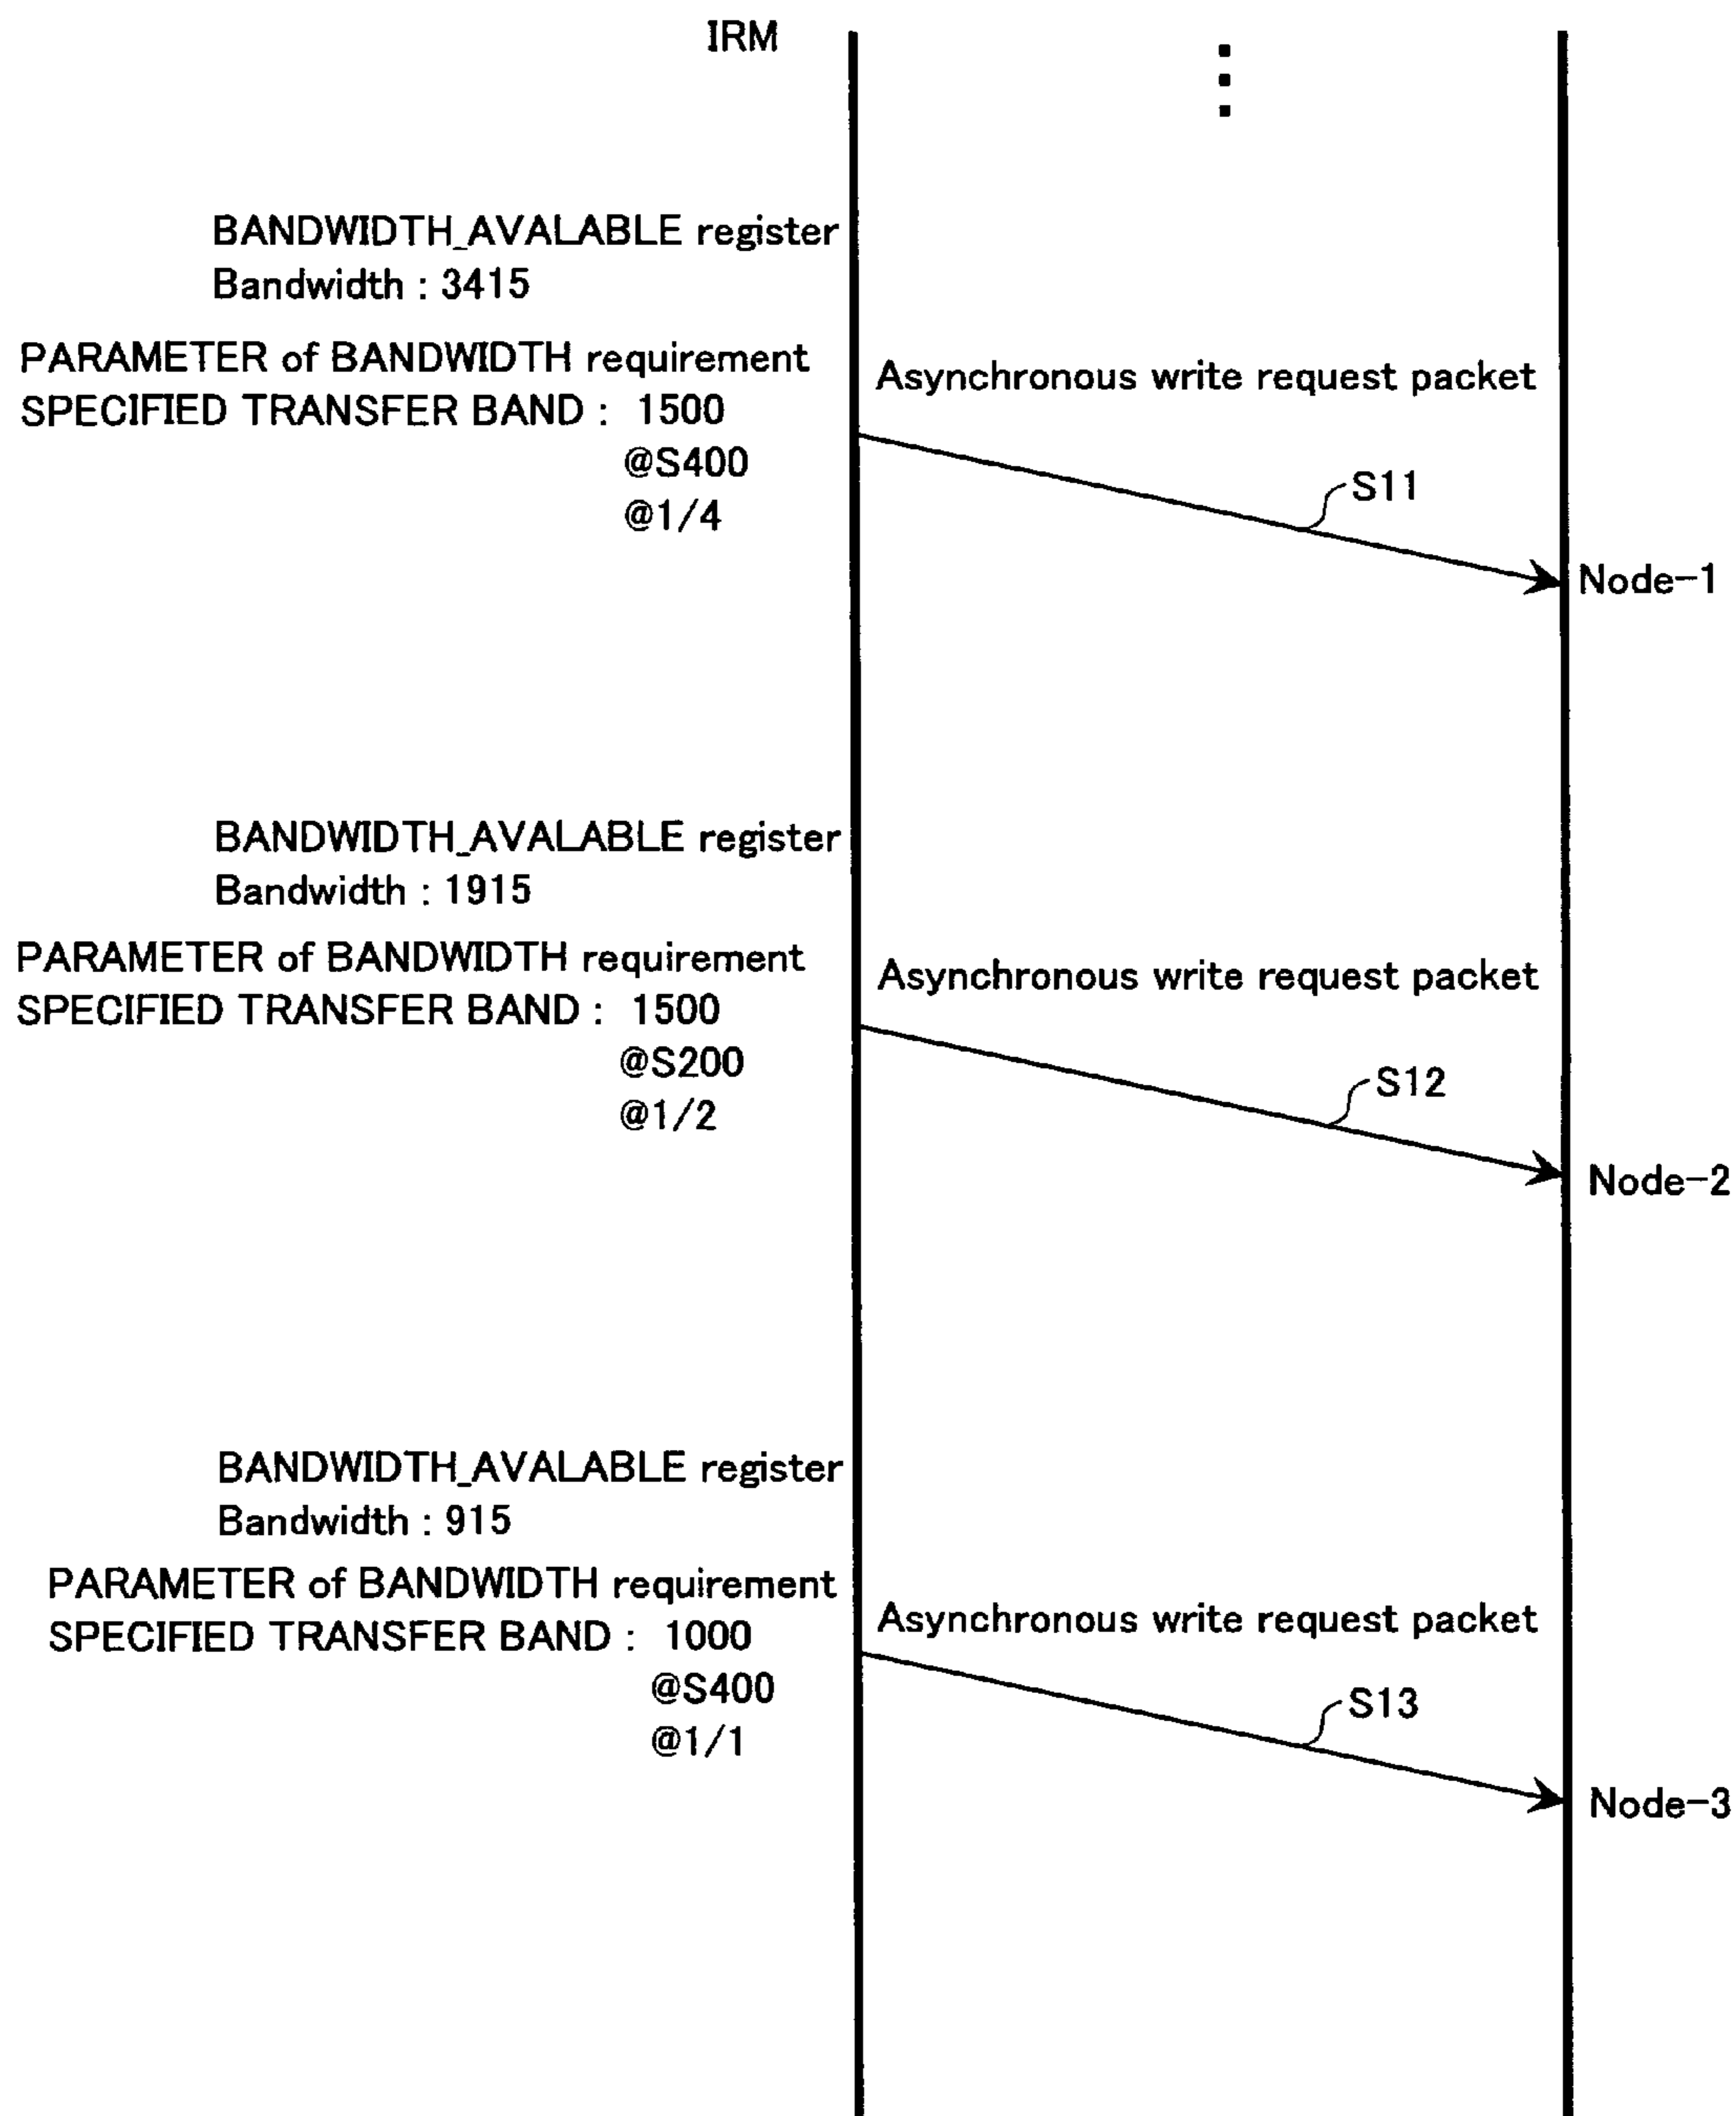 IRM
BANDWIDTH_AVALABLE register
Bandwidth : 3415
PARAMETER of BANDWIDTH requirement
SPECIFIED TRANSFER BAND : 1500
@S400
@1/4
Asynchronous write request packet
S11
Node-1
BANDWIDTH_AVALABLE register
Bandwidth : 1915
PARAMETER of BANDWIDTH requirement
SPECIFIED TRANSFER BAND : 1500
@S200
@1/2
Asynchronous write request packet
S12
Node-2
BANDWIDTH_AVALABLE register
Bandwidth : 915
PARAMETER of BANDWIDTH requirement
SPECIFIED TRANSFER BAND : 1000
@S400
@1/1
Asynchronous write request packet
S13
Node-3